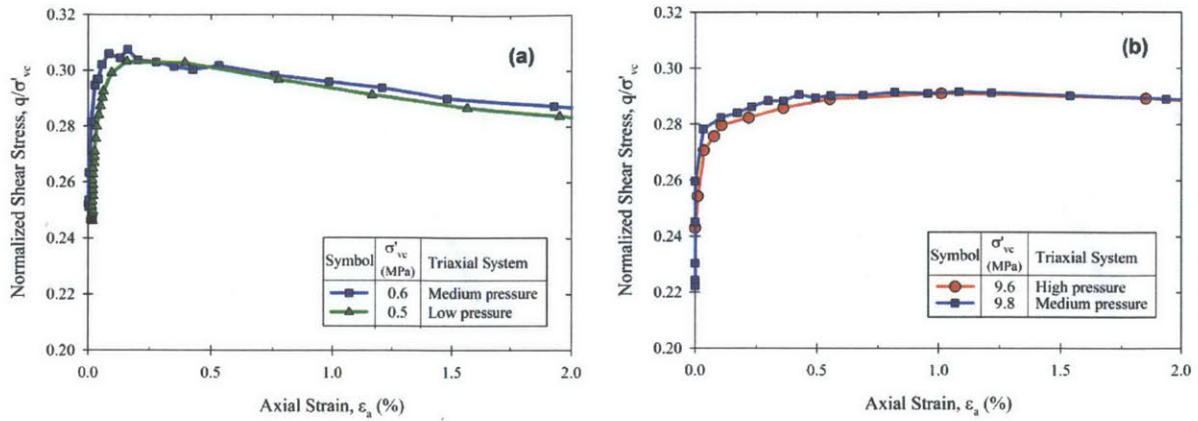 0.32
0.30
0.28
0.26
0.24
0.22
0.20
Normalized Shear Stress, q/σ'vc
(a)
Symbol σ'vc (MPa) Triaxial System
0.6 Medium pressure
0.5 Low pressure
0.0 0.5 1.0 1.5 2.0
Axial Strain, εa (%)
0.32
0.30
0.28
0.26
0.24
0.22
0.20
Normalized Shear Stress, q/σ'vc
(b)
Symbol σ'vc (MPa) Triaxial System
9.6 High pressure
9.8 Medium pressure
0.0 0.5 1.0 1.5 2.0
Axial Strain, εa (%)